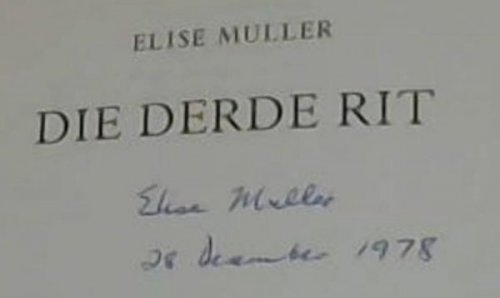 ELISE MULLER
DIE DERDE RIT
Elise Muller
28 Desember 1978